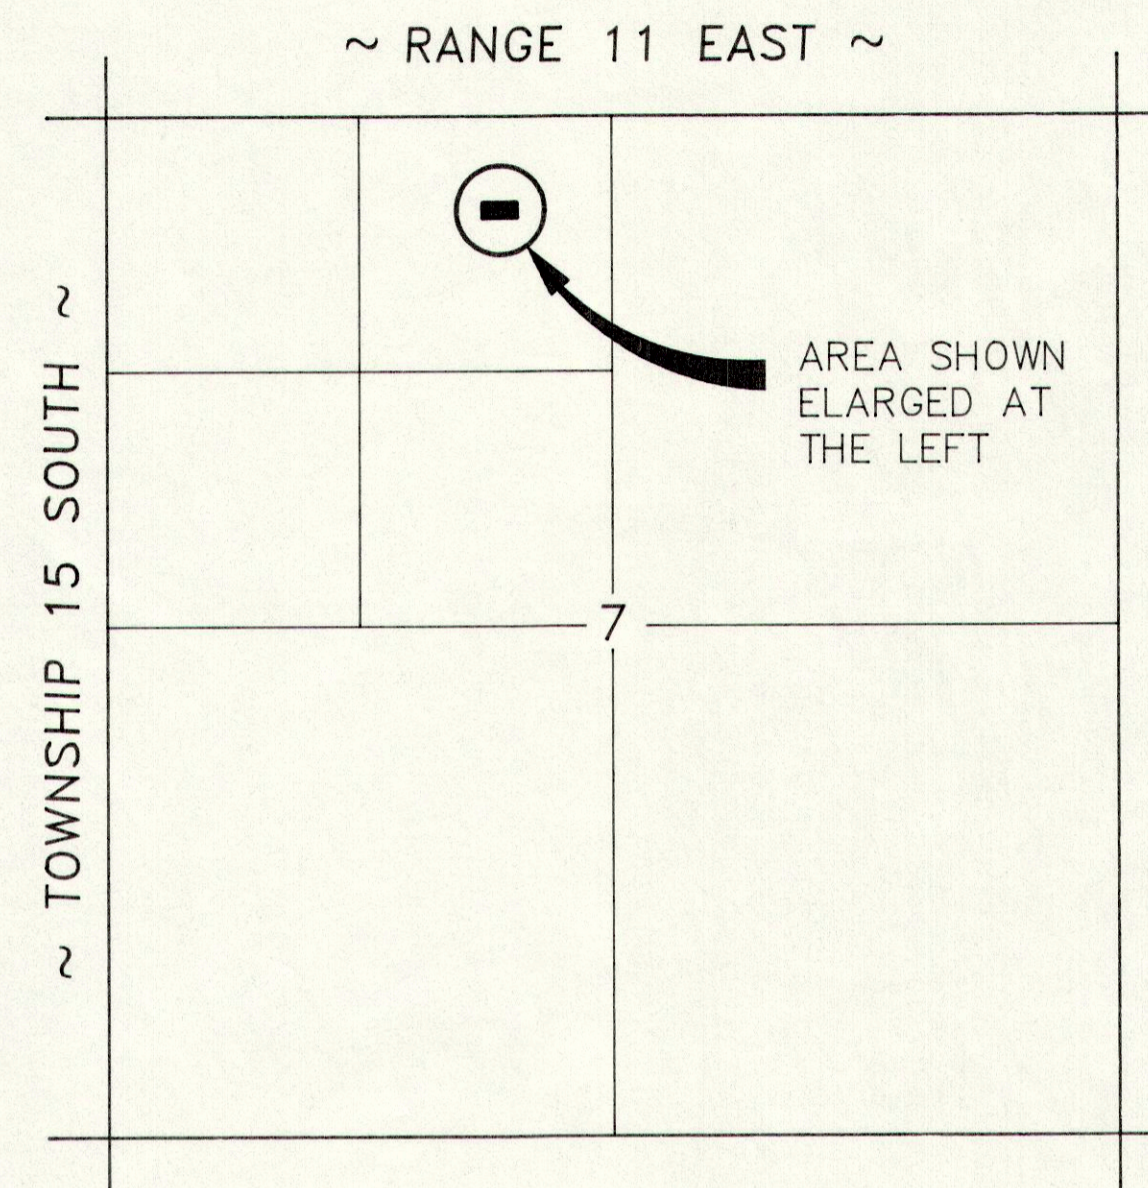 ~ RANGE 11 EAST ~
AREA SHOWN
ELARGED AT
THE LEFT
~ TOWNSHIP 15 SOUTH ~
7